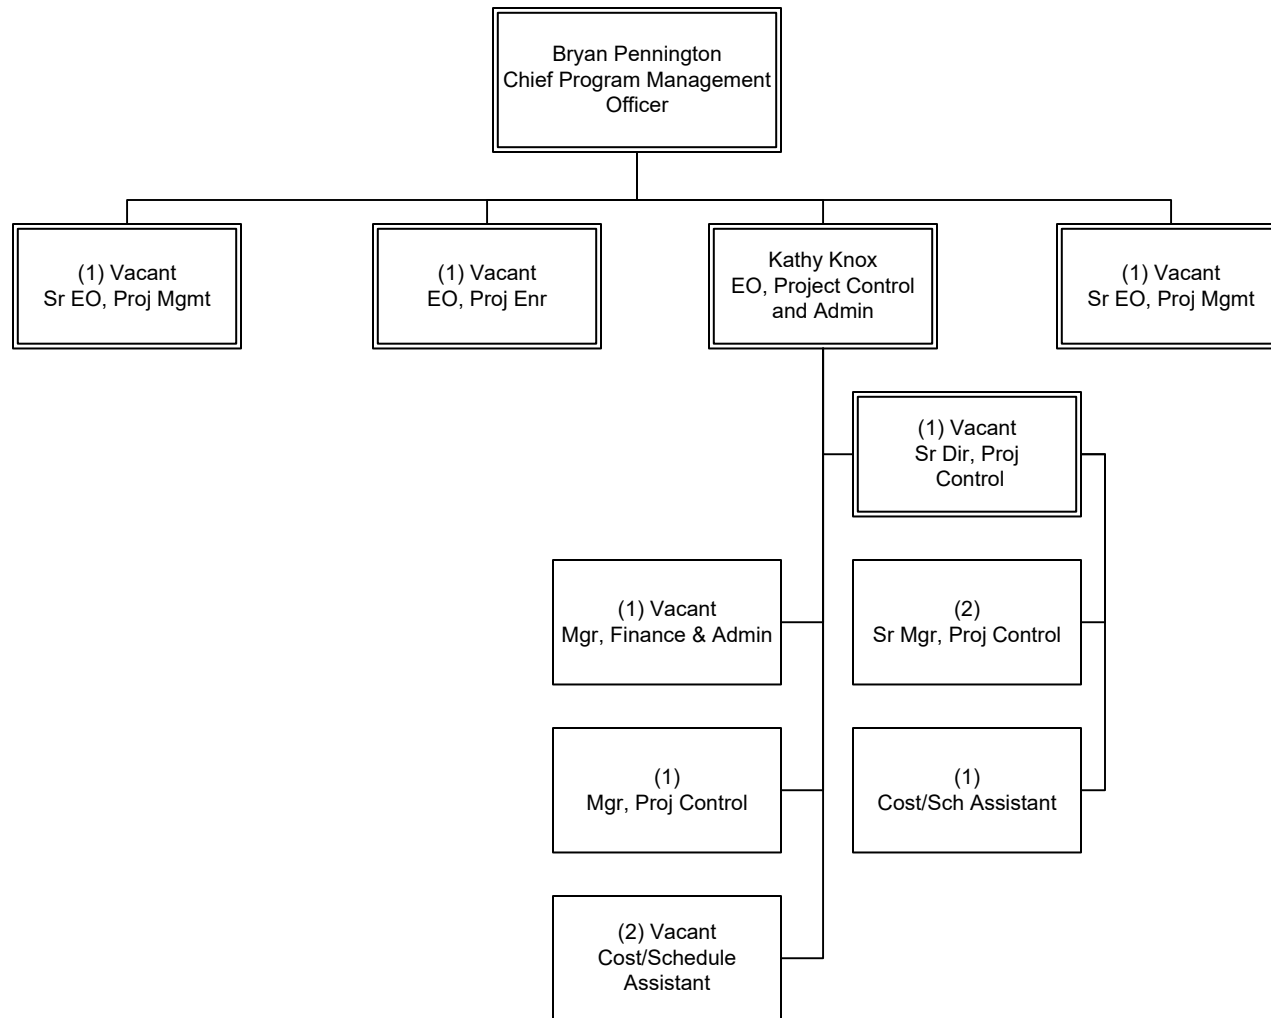 Bryan Pennington
Chief Program Management
Officer
(1) Vacant
Sr EO, Proj Mgmt
(1) Vacant
EO, Proj Enr
Kathy Knox
EO, Project Control
and Admin
(1) Vacant
Sr EO, Proj Mgmt
(1) Vacant
Sr Dir, Proj
Control
(1) Vacant
Mgr, Finance & Admin
(2)
Sr Mgr, Proj Control
(1)
Mgr, Proj Control
(1)
Cost/Sch Assistant
(2) Vacant
Cost/Schedule
Assistant